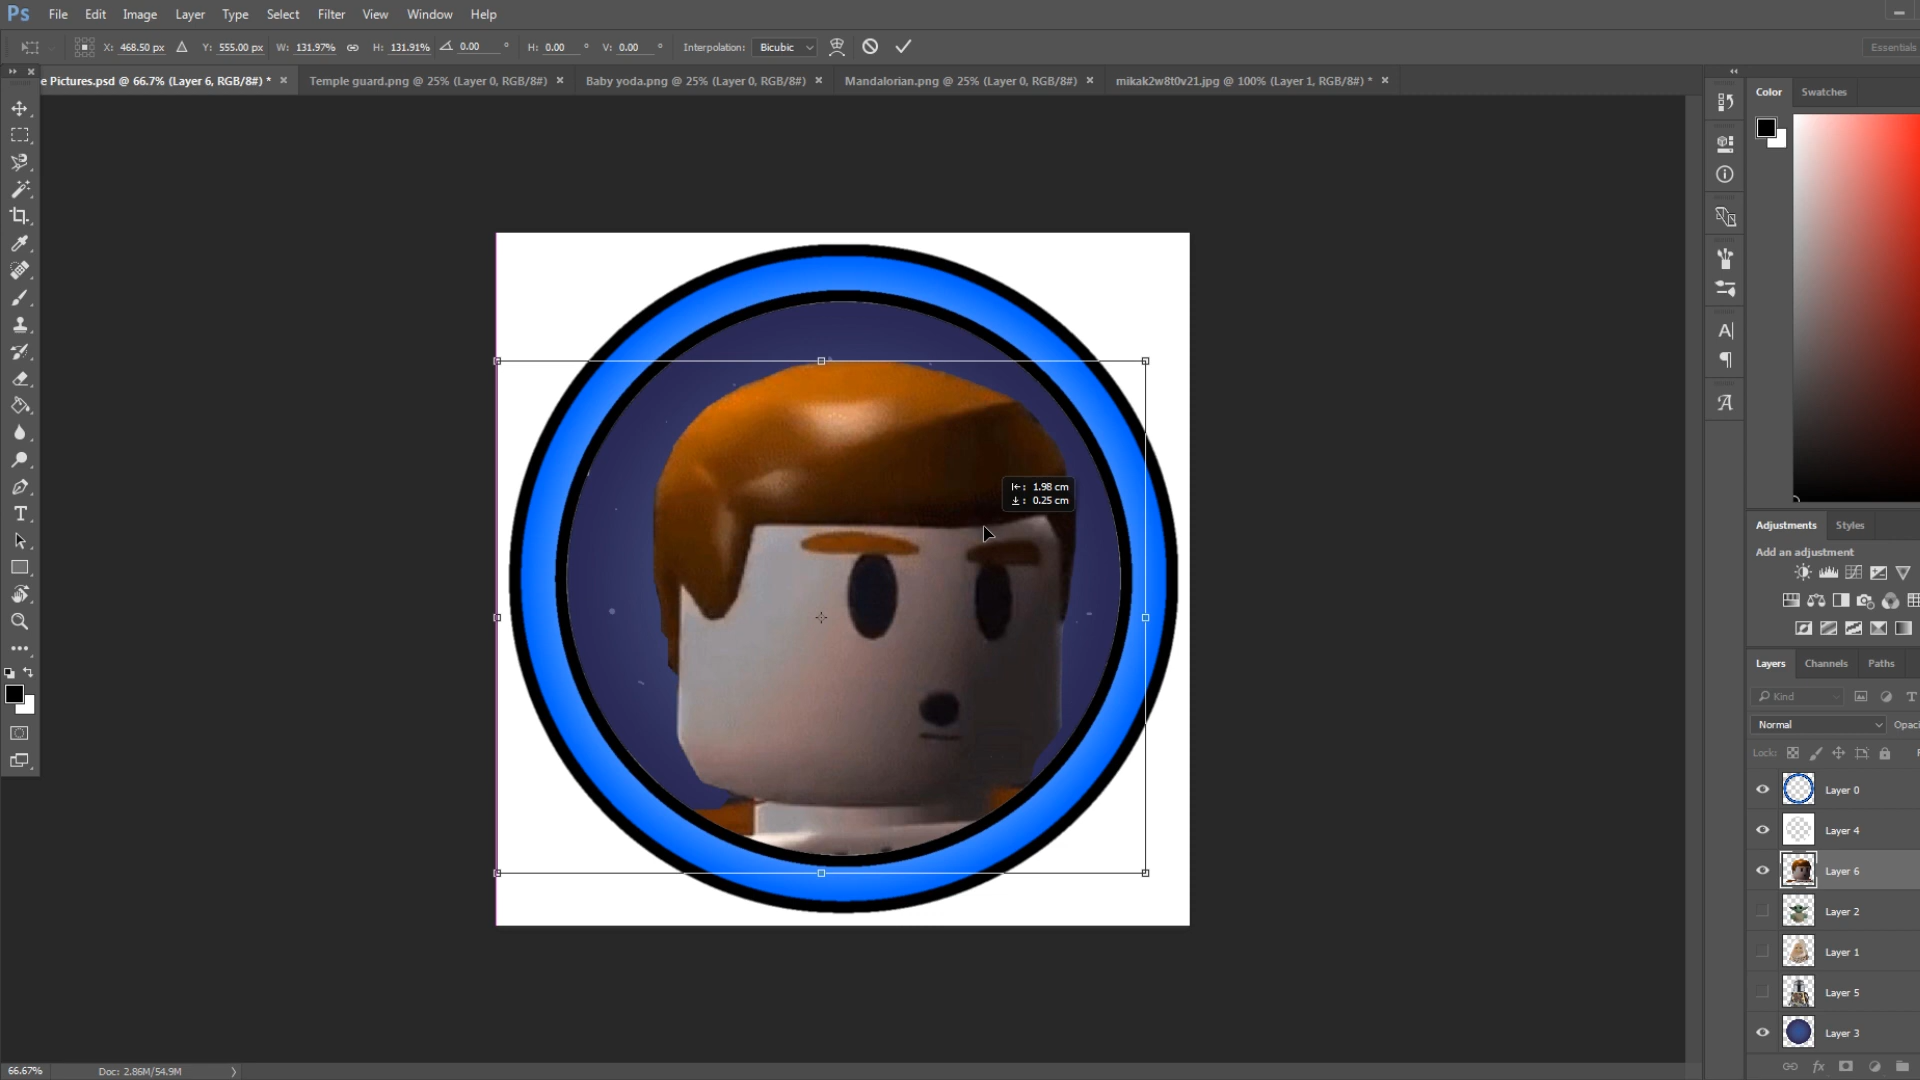 Ps File Edit Image Layer Type Select Filter View Window Help
X: 468.50 px Y: 555.00 px W: 131.97% H: 131.91% 0.00 ° H: 0.00 ° V: 0.00 ° Interpolation: Bicubic Essentials
e Pictures.psd @ 66.7% (Layer 6, RGB/8#) * × Temple guard.png @ 25% (Layer 0, RGB/8#) × Baby yoda.png @ 25% (Layer 0, RGB/8#) × Mandalorian.png @ 25% (Layer 0, RGB/8#) × mikak2w8t0v21.jpg @ 100% (Layer 1, RGB/8#) * ×
Color Swatches
1.98 cm
0.25 cm
Adjustments Styles
Add an adjustment
Layers Channels Paths
Kind
Normal Opaci
Lock: F
Layer 0
Layer 4
Layer 6
Layer 2
Layer 1
Layer 5
Layer 3
fx
66.67% Doc: 2.86M/54.9M